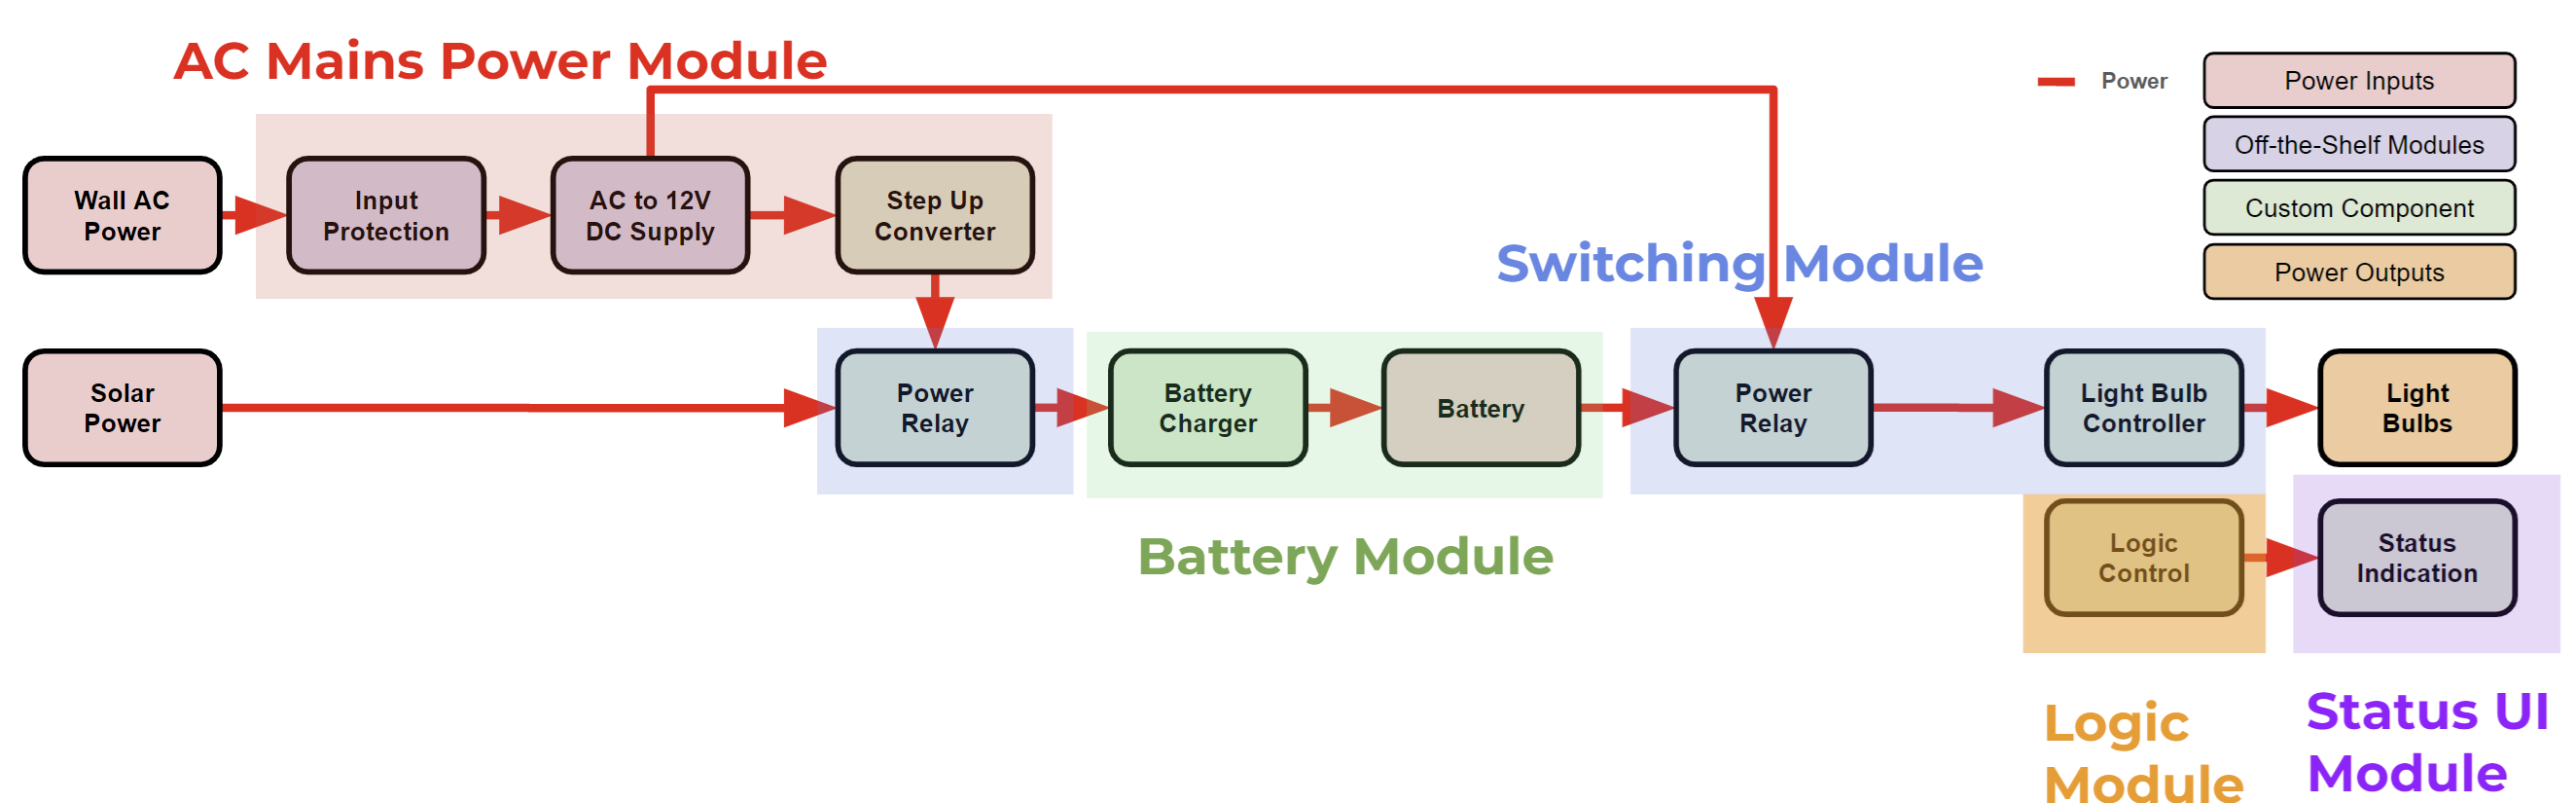 AC Mains Power Module
Power
Power Inputs
Off-the-Shelf Modules
Custom Component
Power Outputs
Wall AC
Power
Input
Protection
AC to 12V
DC Supply
Step Up
Converter
Switching Module
Solar
Power
Power
Relay
Battery
Charger
Battery
Power
Relay
Light Bulb
Controller
Light
Bulbs
Battery Module
Logic
Control
Status
Indication
Logic
Module
Status UI
Module